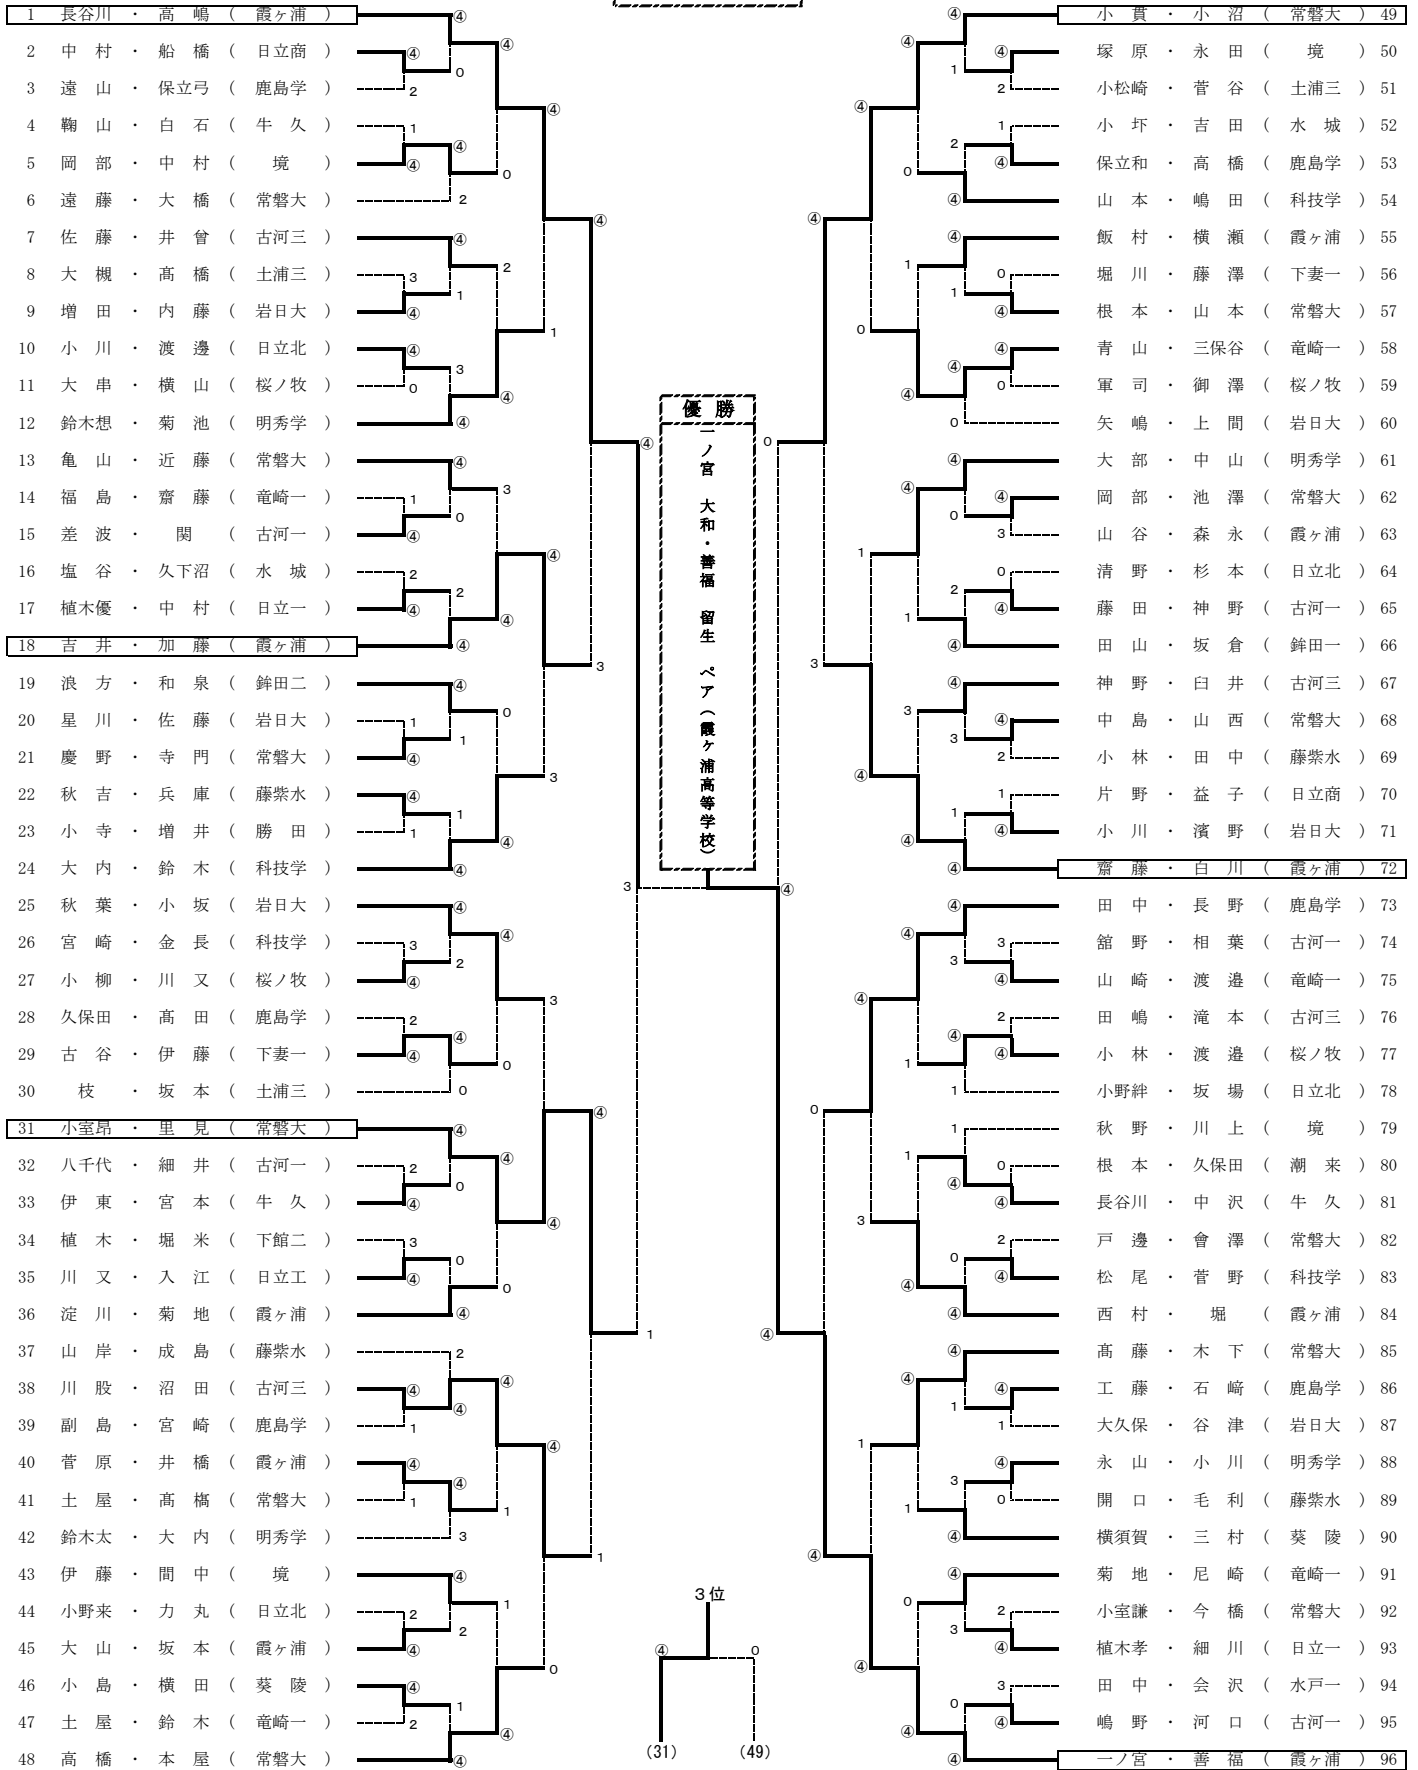 1 長谷川 ・ 高嶋 ( 霞ヶ浦 )
2 中村 ・ 船橋 ( 日立商 )
3 遠山 ・ 保立弓 ( 鹿島学 )
4 鞠山 ・ 白石 ( 牛久 )
5 岡部 ・ 中村 ( 境 )
6 遠藤 ・ 大橋 ( 常磐大 )
7 佐藤 ・ 井曾 ( 古河三 )
8 大槻 ・ 髙橋 ( 土浦三 )
9 増田 ・ 内藤 ( 岩日大 )
10 小川 ・ 渡邊 ( 日立北 )
11 大串 ・ 横山 ( 桜ノ牧 )
12 鈴木想 ・ 菊池 ( 明秀学 )
13 亀山 ・ 近藤 ( 常磐大 )
14 福島 ・ 齋藤 ( 竜崎一 )
15 差波 ・ 関 ( 古河一 )
16 塩谷 ・ 久下沼 ( 水城 )
17 植木優 ・ 中村 ( 日立一 )
18 吉井 ・ 加藤 ( 霞ヶ浦 )
19 浪方 ・ 和泉 ( 鉾田二 )
20 星川 ・ 佐藤 ( 岩日大 )
21 慶野 ・ 寺門 ( 常磐大 )
22 秋吉 ・ 兵庫 ( 藤紫水 )
23 小寺 ・ 増井 ( 勝田 )
24 大内 ・ 鈴木 ( 科技学 )
25 秋葉 ・ 小坂 ( 岩日大 )
26 宮崎 ・ 金長 ( 科技学 )
27 小柳 ・ 川又 ( 桜ノ牧 )
28 久保田 ・ 髙田 ( 鹿島学 )
29 古谷 ・ 伊藤 ( 下妻一 )
30 枝 ・ 坂本 ( 土浦三 )
31 小室昂 ・ 里見 ( 常磐大 )
32 八千代 ・ 細井 ( 古河一 )
33 伊東 ・ 宮本 ( 牛久 )
34 植木 ・ 堀米 ( 下館二 )
35 川又 ・ 入江 ( 日立工 )
36 淀川 ・ 菊地 ( 霞ヶ浦 )
37 山岸 ・ 成島 ( 藤紫水 )
38 川股 ・ 沼田 ( 古河三 )
39 副島 ・ 宮崎 ( 鹿島学 )
40 菅原 ・ 井橋 ( 霞ヶ浦 )
41 土屋 ・ 髙槗 ( 常磐大 )
42 鈴木太 ・ 大内 ( 明秀学 )
43 伊藤 ・ 間中 ( 境 )
44 小野来 ・ 力丸 ( 日立北 )
45 大山 ・ 坂本 ( 霞ヶ浦 )
46 小島 ・ 横田 ( 葵陵 )
47 土屋 ・ 鈴木 ( 竜崎一 )
48 高橋 ・ 本屋 ( 常磐大 )
優勝
一ノ宮 大和・善福 留生 ペア(霞ヶ浦高等学校)
3位
④ 0
(31) (49)
小貫 ・ 小沼 ( 常磐大 ) 49
塚原 ・ 永田 ( 境 ) 50
小松崎 ・ 菅谷 ( 土浦三 ) 51
小坏 ・ 吉田 ( 水城 ) 52
保立和 ・ 高橋 ( 鹿島学 ) 53
山本 ・ 嶋田 ( 科技学 ) 54
飯村 ・ 横瀬 ( 霞ヶ浦 ) 55
堀川 ・ 藤澤 ( 下妻一 ) 56
根本 ・ 山本 ( 常磐大 ) 57
青山 ・ 三保谷 ( 竜崎一 ) 58
軍司 ・ 御澤 ( 桜ノ牧 ) 59
矢嶋 ・ 上間 ( 岩日大 ) 60
大部 ・ 中山 ( 明秀学 ) 61
岡部 ・ 池澤 ( 常磐大 ) 62
山谷 ・ 森永 ( 霞ヶ浦 ) 63
清野 ・ 杉本 ( 日立北 ) 64
藤田 ・ 神野 ( 古河一 ) 65
田山 ・ 坂倉 ( 鉾田一 ) 66
神野 ・ 臼井 ( 古河三 ) 67
中島 ・ 山西 ( 常磐大 ) 68
小林 ・ 田中 ( 藤紫水 ) 69
片野 ・ 益子 ( 日立商 ) 70
小川 ・ 濱野 ( 岩日大 ) 71
齋藤 ・ 白川 ( 霞ヶ浦 ) 72
田中 ・ 長野 ( 鹿島学 ) 73
舘野 ・ 相葉 ( 古河一 ) 74
山崎 ・ 渡邉 ( 竜崎一 ) 75
田嶋 ・ 滝本 ( 古河三 ) 76
小林 ・ 渡邉 ( 桜ノ牧 ) 77
小野絆 ・ 坂場 ( 日立北 ) 78
秋野 ・ 川上 ( 境 ) 79
根本 ・ 久保田 ( 潮来 ) 80
長谷川 ・ 中沢 ( 牛久 ) 81
戸邊 ・ 會澤 ( 常磐大 ) 82
松尾 ・ 菅野 ( 科技学 ) 83
西村 ・ 堀 ( 霞ヶ浦 ) 84
髙藤 ・ 木下 ( 常磐大 ) 85
工藤 ・ 石﨑 ( 鹿島学 ) 86
大久保 ・ 谷津 ( 岩日大 ) 87
永山 ・ 小川 ( 明秀学 ) 88
開口 ・ 毛利 ( 藤紫水 ) 89
横須賀 ・ 三村 ( 葵陵 ) 90
菊地 ・ 尼崎 ( 竜崎一 ) 91
小室謙 ・ 今橋 ( 常磐大 ) 92
植木孝 ・ 細川 ( 日立一 ) 93
田中 ・ 会沢 ( 水戸一 ) 94
嶋野 ・ 河口 ( 古河一 ) 95
一ノ宮 ・ 善福 ( 霞ヶ浦 ) 96